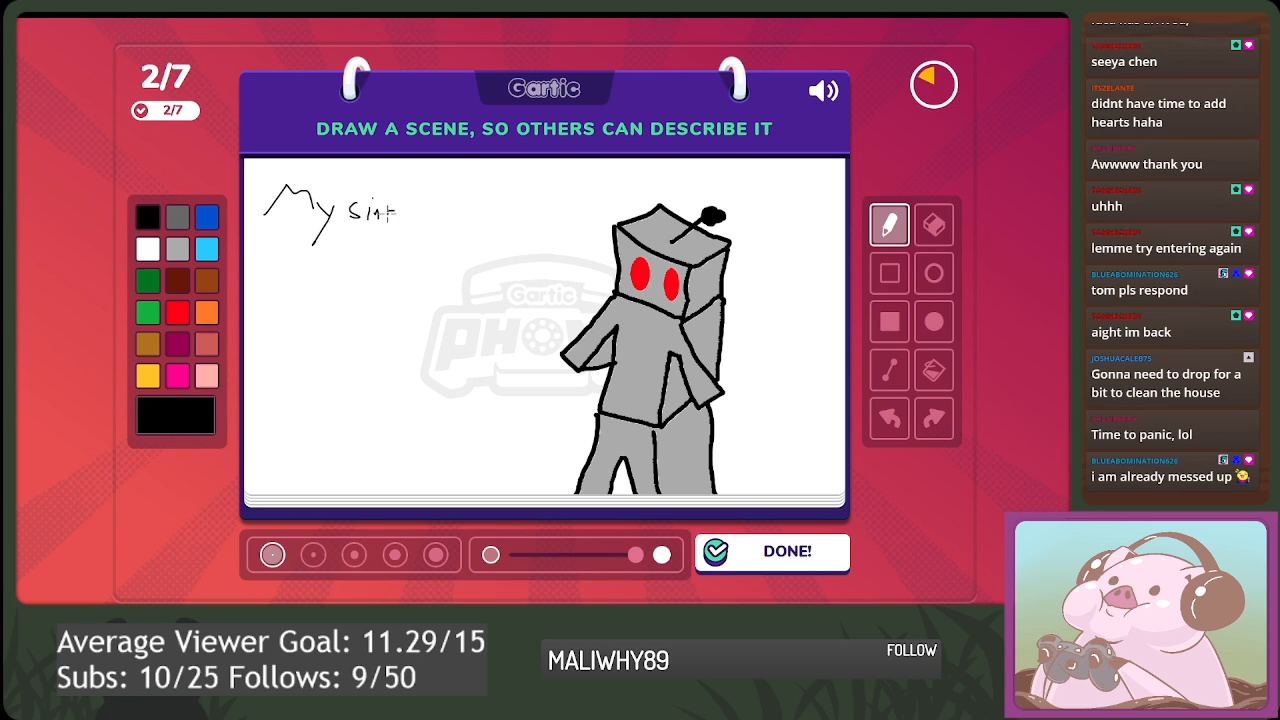 2/7
2/7
Gartic
DRAW A SCENE, SO OTHERS CAN DESCRIBE IT
My
Gartic
PHONE
DONE!
seeya chen
ITSZELANTE
didnt have time to add
hearts haha
Awwww thank you
uhhh
lemme try entering again
BLUEABOMINATION626
tom pls respond
aight im back
JOSHUACALEB75
Gonna need to drop for a
bit to clean the house
Time to panic, lol
BLUEABOMINATION626
i am already messed up
Average Viewer Goal: 11.29/15
Subs: 10/25 Follows: 9/50
MALIWHY89
FOLLOW